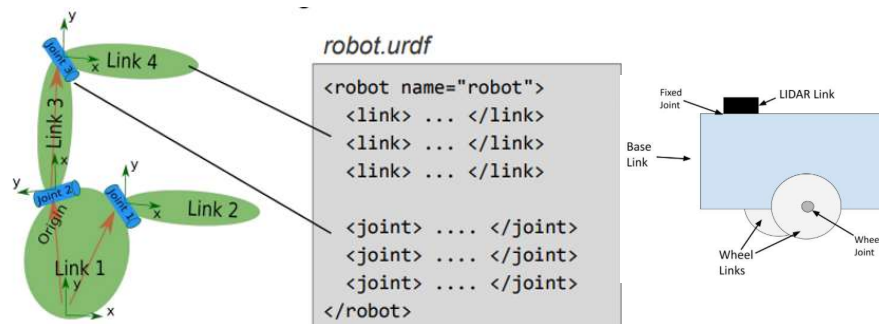 y
x
Joint 3
Link 4
Link 3
x
y
Joint 2
Origin
y
Joint 1
x
Link 2
Link 1
y
x
robot.urdf
<robot name="robot">
<link> ... </link>
<link> ... </link>
<link> ... </link>
<joint> .... </joint>
<joint> .... </joint>
<joint> .... </joint>
</robot>
Fixed
Joint
LIDAR Link
Base
Link
Wheel
Links
Whee
Joint